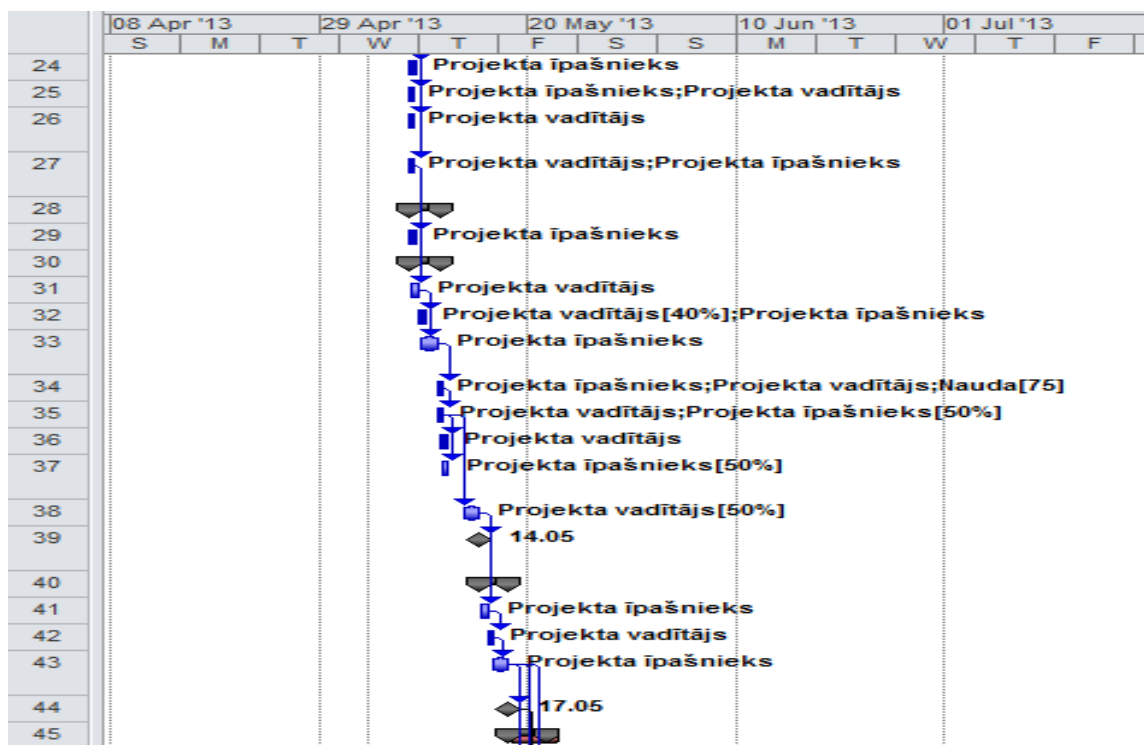 08 Apr '13 29 Apr '13 20 May '13 10 Jun '13 01 Jul '13
S M T W T F S S M T W T F
24 Projekta īpašnieks
25 Projekta īpašnieks;Projekta vadītājs
26 Projekta vadītājs
27 Projekta vadītājs;Projekta īpašnieks
28
29 Projekta īpašnieks
30
31 Projekta vadītājs
32 Projekta vadītājs[40%];Projekta īpašnieks
33 Projekta īpašnieks
34 Projekta īpašnieks;Projekta vadītājs;Nauda[75]
35 Projekta vadītājs;Projekta īpašnieks[50%]
36 Projekta vadītājs
37 Projekta īpašnieks[50%]
38 Projekta vadītājs[50%]
39 14.05
40
41 Projekta īpašnieks
42 Projekta vadītājs
43 Projekta īpašnieks
44 17.05
45